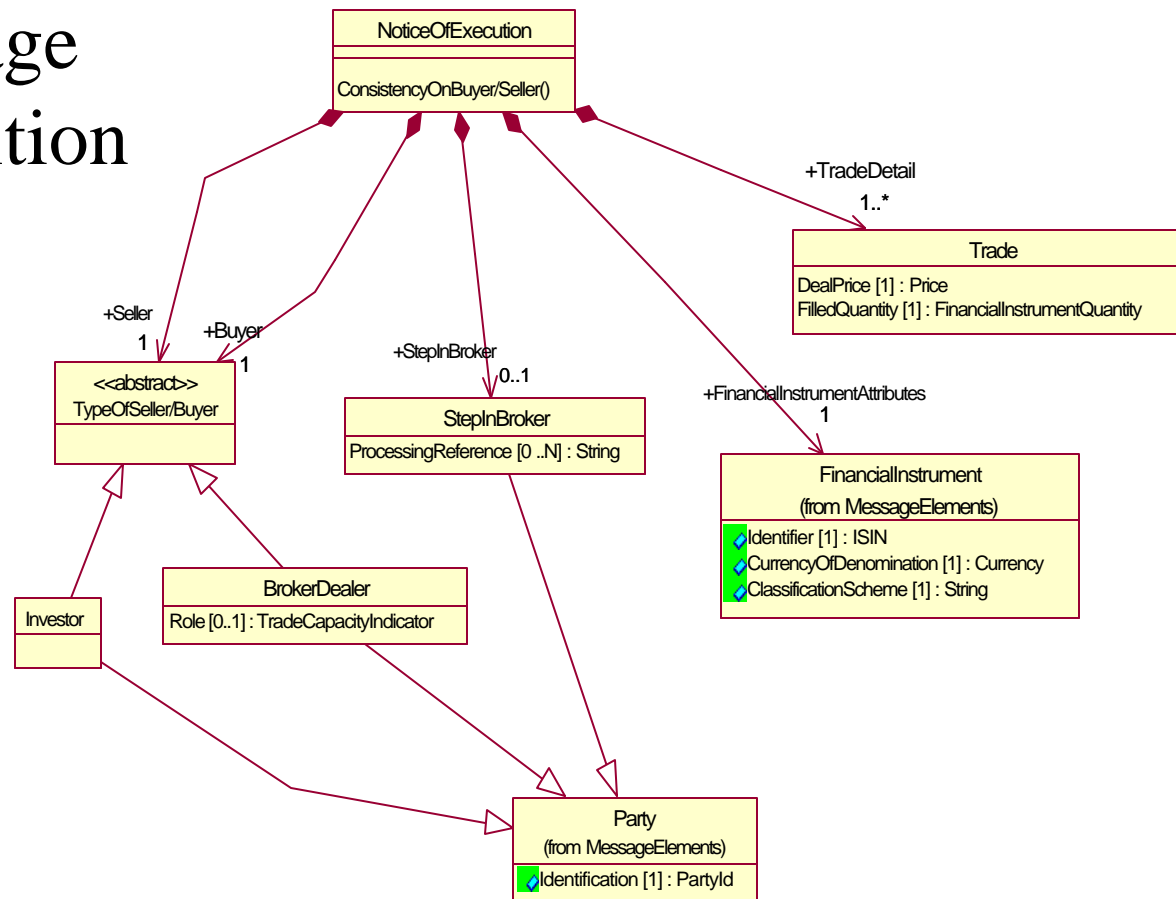 age
ition
NoticeOfExecution
ConsistencyOnBuyer/Seller()
+TradeDetail
1..*
Trade
DealPrice [1] : Price
FilledQuantity [1] : FinancialInstrumentQuantity
+Seller
1
+Buyer
1
<<abstract>>
TypeOfSeller/Buyer
+StepInBroker
0..1
StepInBroker
ProcessingReference [0 ..N] : String
+FinancialInstrumentAttributes
1
FinancialInstrument
(from MessageElements)
Identifier [1] : ISIN
CurrencyOfDenomination [1] : Currency
ClassificationScheme [1] : String
BrokerDealer
Role [0..1] : TradeCapacityIndicator
Investor
Party
(from MessageElements)
Identification [1] : PartyId